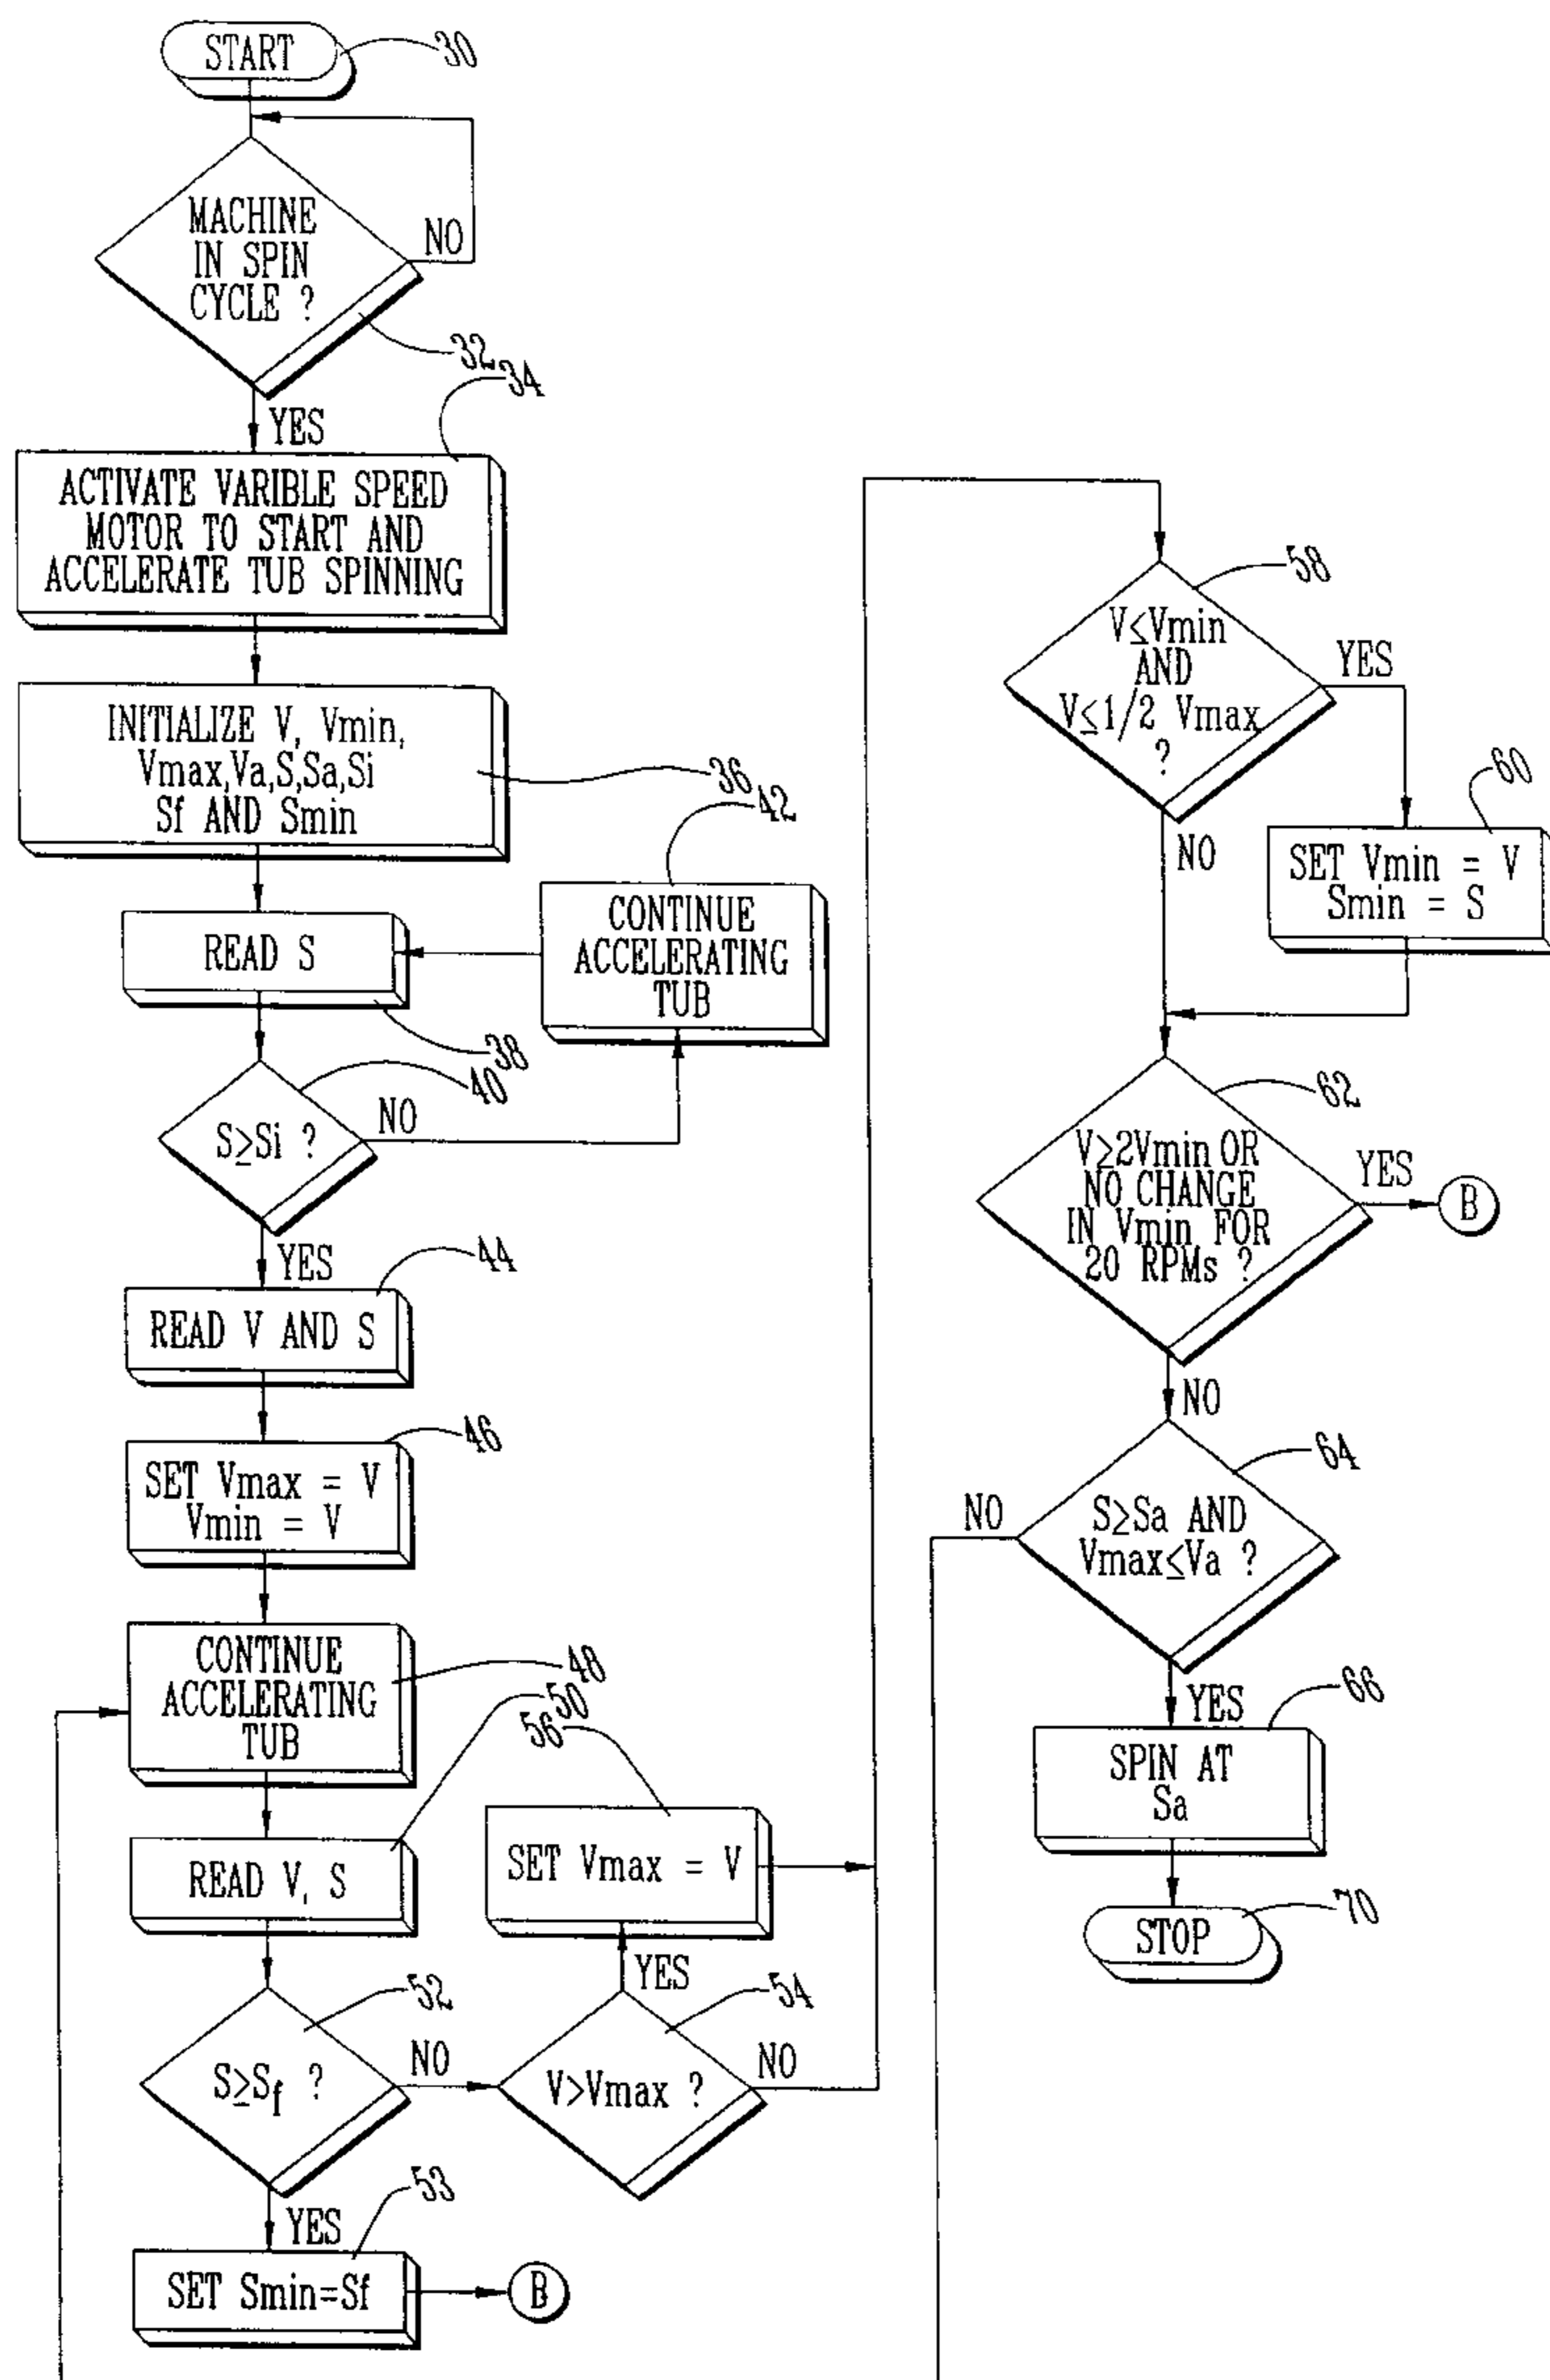 START
30
MACHINE
IN SPIN
CYCLE ?
NO
32
YES
34
ACTIVATE VARIBLE SPEED
MOTOR TO START AND
ACCELERATE TUB SPINNING
INITIALIZE V, Vmin,
Vmax,Va,S,Sa,Si
Sf AND Smin
36
42
CONTINUE
ACCELERATING
TUB
READ S
38
40
S≥Si ?
NO
YES
44
READ V AND S
46
SET Vmax = V
Vmin = V
CONTINUE
ACCELERATING
TUB
48
50
READ V, S
56
SET Vmax = V
YES
52
S≥Sf ?
NO
54
V>Vmax ?
NO
YES
53
SET Smin=Sf
B
58
V≤Vmin
AND
V≤1/2 Vmax
?
YES
NO
60
SET Vmin = V
Smin = S
62
V≥2Vmin OR
NO CHANGE
IN Vmin FOR
20 RPMs ?
YES
B
NO
64
S≥Sa AND
Vmax≤Va ?
NO
YES
66
SPIN AT
Sa
STOP
70